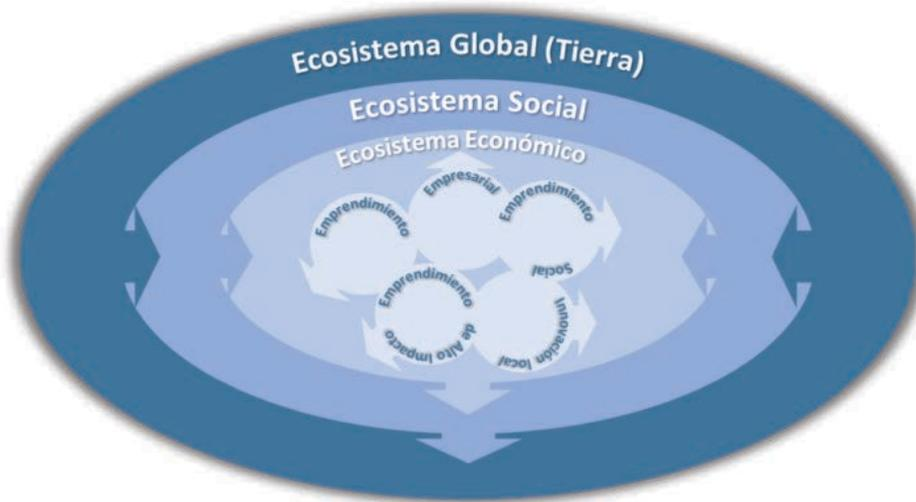 Ecosistema Global (Tierra)
Ecosistema Social
Ecosistema Económico
Emprendimiento
Empresarial
Emprendimiento
Social
Emprendimiento
de Alto Impacto
Innovación local